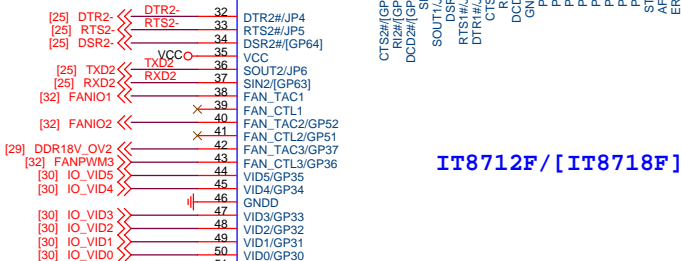 [25] DTR2- DTR2- 32 DTR2#/JP4
[25] RTS2- RTS2- 33 RTS2#/JP5
[25] DSR2- 34 DSR2#/[GP64]
VCC 35 VCC
[25] TXD2 TXD2 36 SOUT2/JP6
[25] RXD2 RXD2 37 SIN2/[GP63]
[32] FANIO1 38 FAN_TAC1
39 FAN_CTL1
[32] FANIO2 40 FAN_TAC2/GP52
41 FAN_CTL2/GP51
[29] DDR18V_OV2 42 FAN_TAC3/GP37
[32] FANPWM3 43 FAN_CTL3/GP36
[30] IO_VID5 44 VID5/GP35
[30] IO_VID4 45 VID4/GP34
46 GNDD
[30] IO_VID3 47 VID3/GP33
[30] IO_VID2 48 VID2/GP32
[30] IO_VID1 49 VID1/GP31
[30] IO_VID0 50 VID0/GP30
IT8712F/[IT8718F]